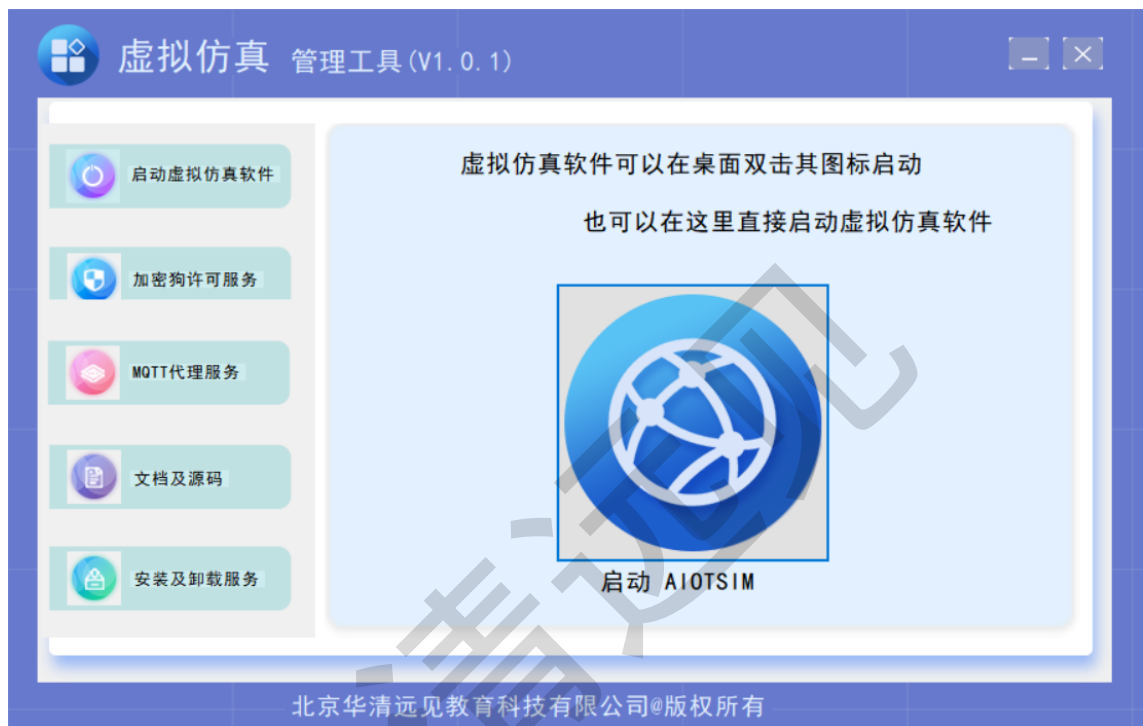 虚拟仿真 管理工具(V1.0.1)
启动虚拟仿真软件
加密狗许可服务
MQTT代理服务
文档及源码
安装及卸载服务
虚拟仿真软件可以在桌面双击其图标启动
也可以在这里直接启动虚拟仿真软件
启动 AIOTSIM
清远见
北京华清远见教育科技有限公司@版权所有